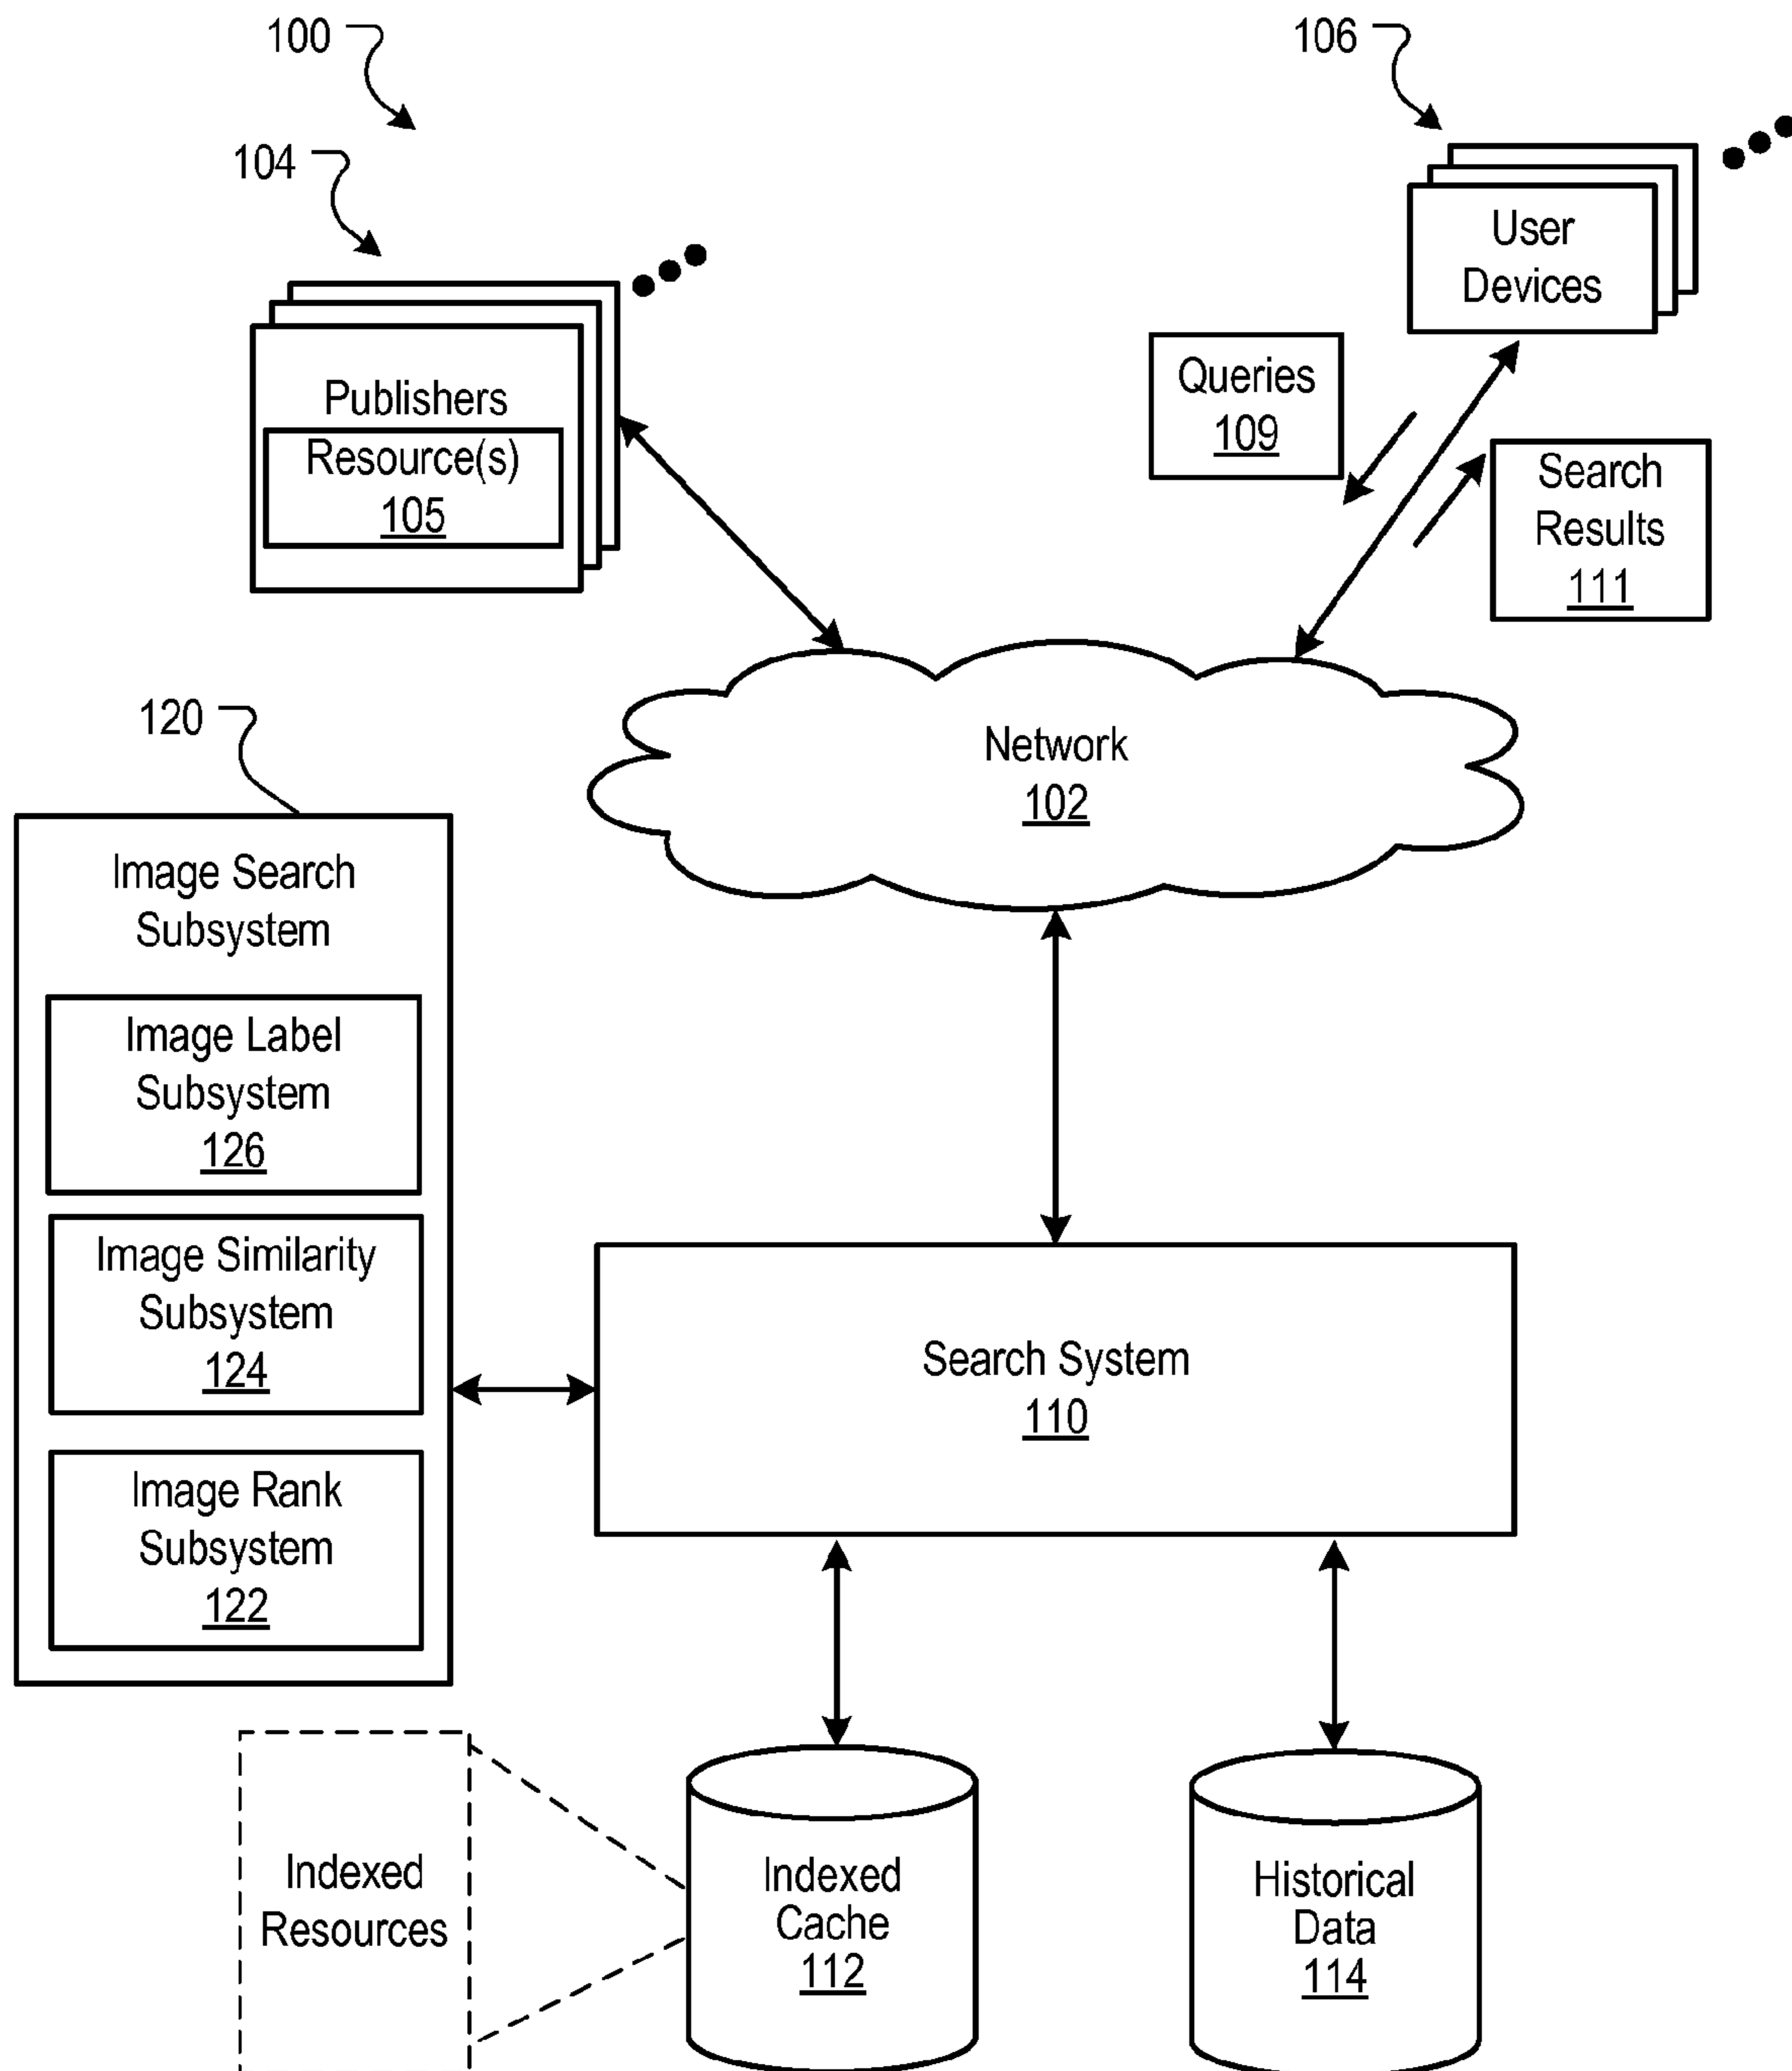 100
106
104
User
Devices
Publishers
Resource(s)
105
Queries
109
Search
Results
111
Network
102
120
Image Search
Subsystem
Image Label
Subsystem
126
Image Similarity
Subsystem
124
Image Rank
Subsystem
122
Search System
110
Indexed
Resources
Indexed
Cache
112
Historical
Data
114